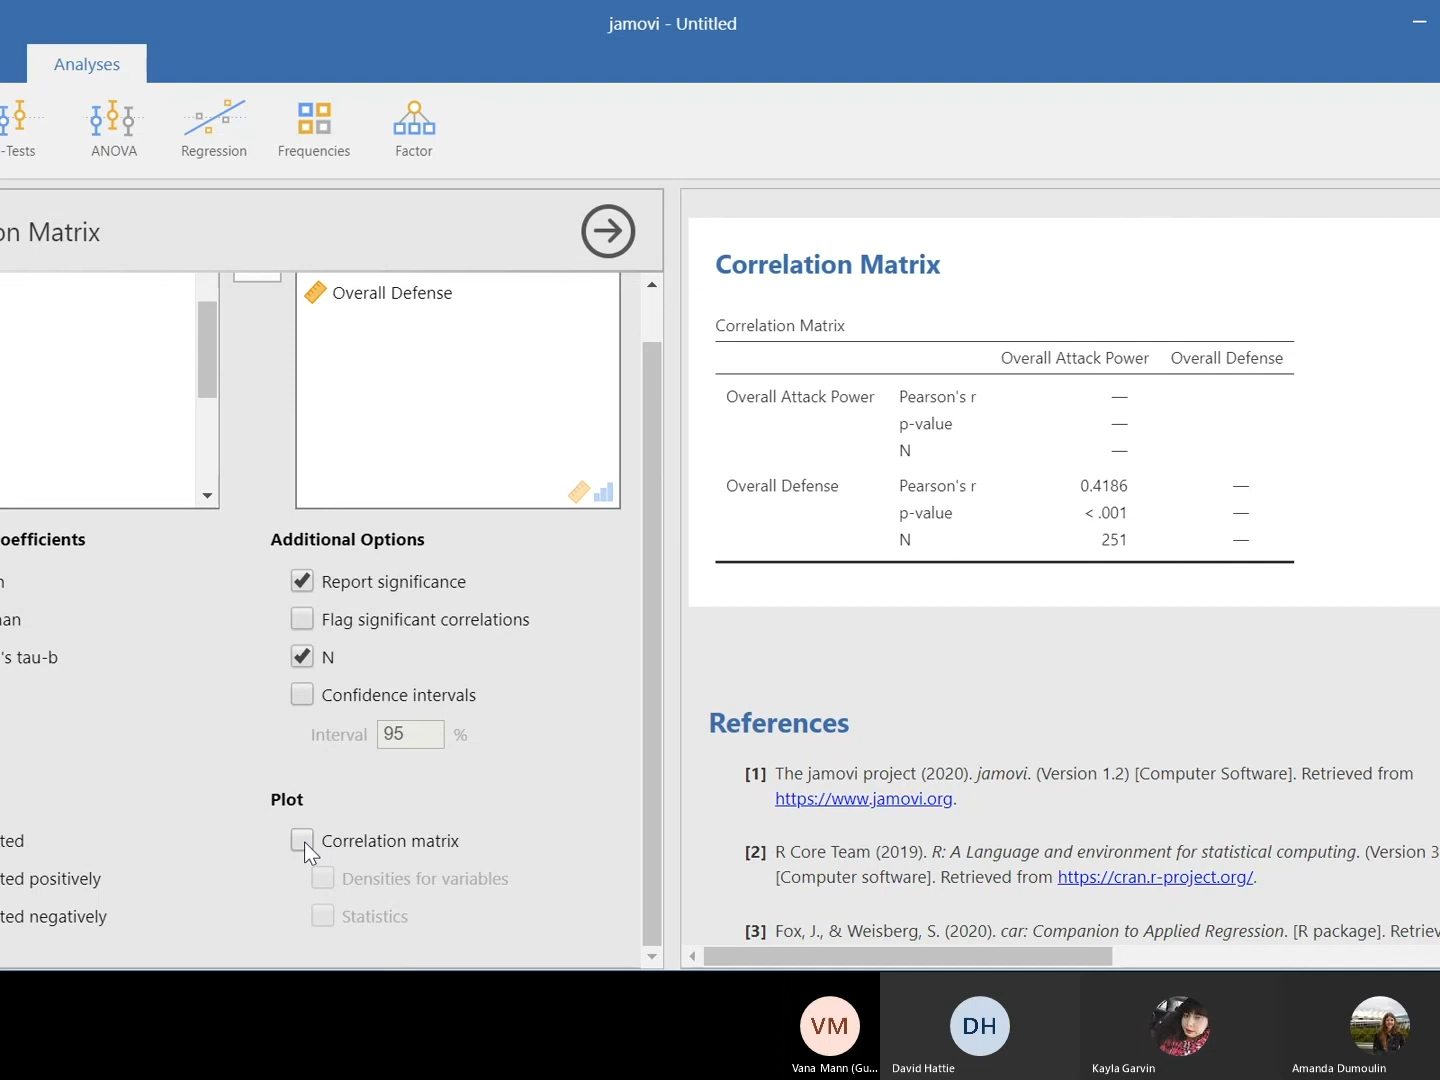 jamovi - Untitled
Analyses
-Tests
ANOVA
Regression
Frequencies
Factor
on Matrix
Overall Defense
oefficients
n
nan
's tau-b
ted
ted positively
ted negatively
Additional Options
Report significance
Flag significant correlations
N
Confidence intervals
Interval 95 %
Plot
Correlation matrix
Densities for variables
Statistics
Correlation Matrix
Correlation Matrix
Overall Attack Power Overall Defense
Overall Attack Power Pearson's r —
p-value —
N —
Overall Defense Pearson's r 0.4186 —
p-value < .001 —
N 251 —
References
[1] The jamovi project (2020). jamovi. (Version 1.2) [Computer Software]. Retrieved from
https://www.jamovi.org.
[2] R Core Team (2019). R: A Language and environment for statistical computing. (Version 3
[Computer software]. Retrieved from https://cran.r-project.org/.
[3] Fox, J., & Weisberg, S. (2020). car: Companion to Applied Regression. [R package]. Retriev
VM
DH
Vana Mann (Gu...
David Hattie
Kayla Garvin
Amanda Dumoulin